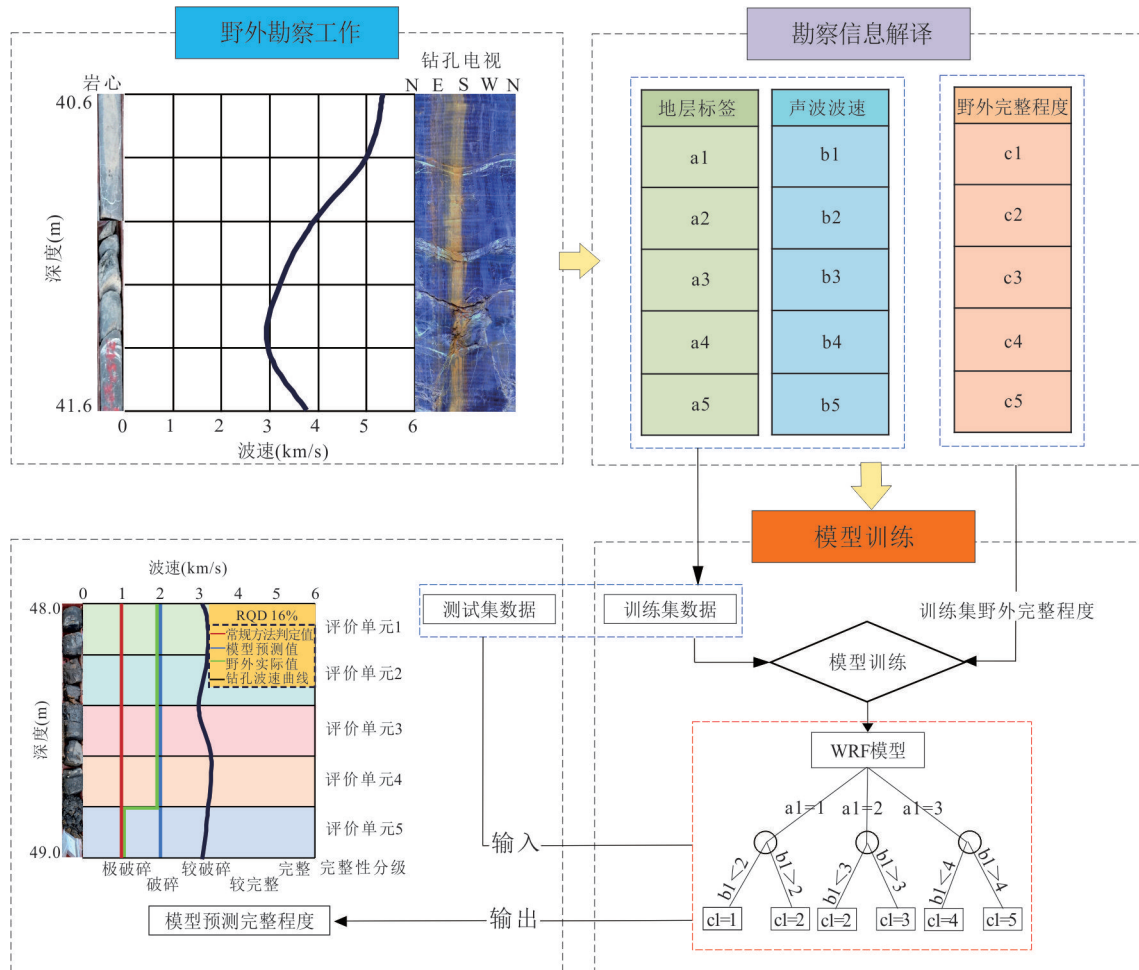 野外勘察工作
岩心
钻孔电视
N E S W N
40.6
深度(m)
41.6
0 1 2 3 4 5 6
波速(km/s)
勘察信息解译
地层标签 声波波速 野外完整程度
a1 b1 c1
a2 b2 c2
a3 b3 c3
a4 b4 c4
a5 b5 c5
模型训练
测试集数据
训练集数据
训练集野外完整程度
模型训练
WRF模型
a1=1 a1=2 a1=3
b1<2 b1>2 b1<3 b1>3 b1<4 b1>4
c1=1 c1=2 c1=2 c1=3 c1=4 c1=5
输入
输出
波速(km/s)
0 1 2 3 4 5 6
48.0
深度(m)
49.0
RQD 16%
常规方法判定值
模型预测值
野外实际值
钻孔波速曲线
评价单元1
评价单元2
评价单元3
评价单元4
评价单元5
极破碎 较破碎 完整 完整性分级
破碎 较完整
模型预测完整程度